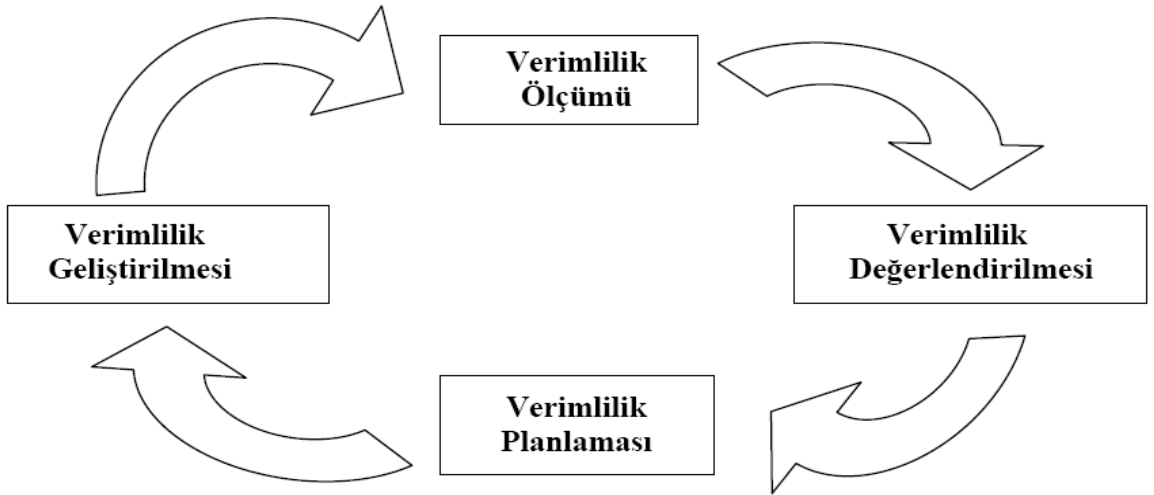 Verimlilik
Ölçümü
Verimlilik
Değerlendirilmesi
Verimlilik
Planlaması
Verimlilik
Geliştirilmesi